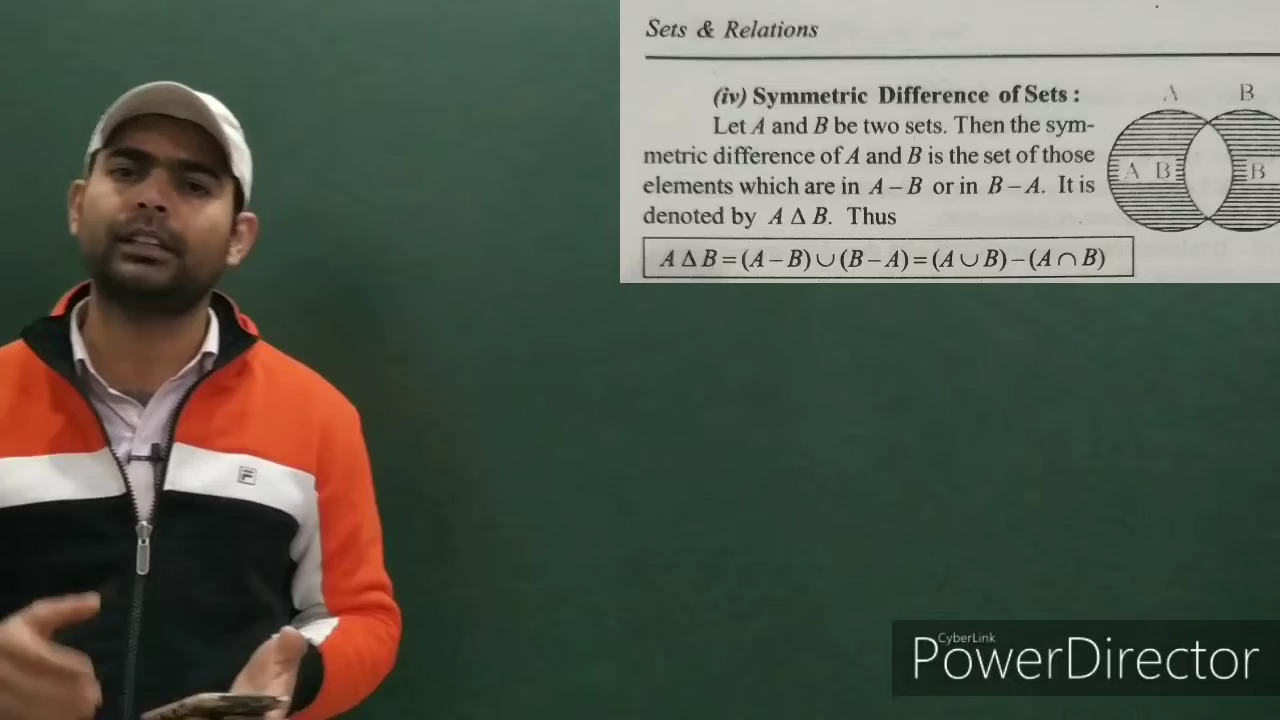 Sets & Relations
(iv) Symmetric Difference of Sets :
Let A and B be two sets. Then the sym-
metric difference of A and B is the set of those
elements which are in A – B or in B – A. It is
denoted by A Δ B. Thus
A Δ B = (A – B) ∪ (B – A) = (A ∪ B) – (A ∩ B)
A B
A B B
F
CyberLink
PowerDirector